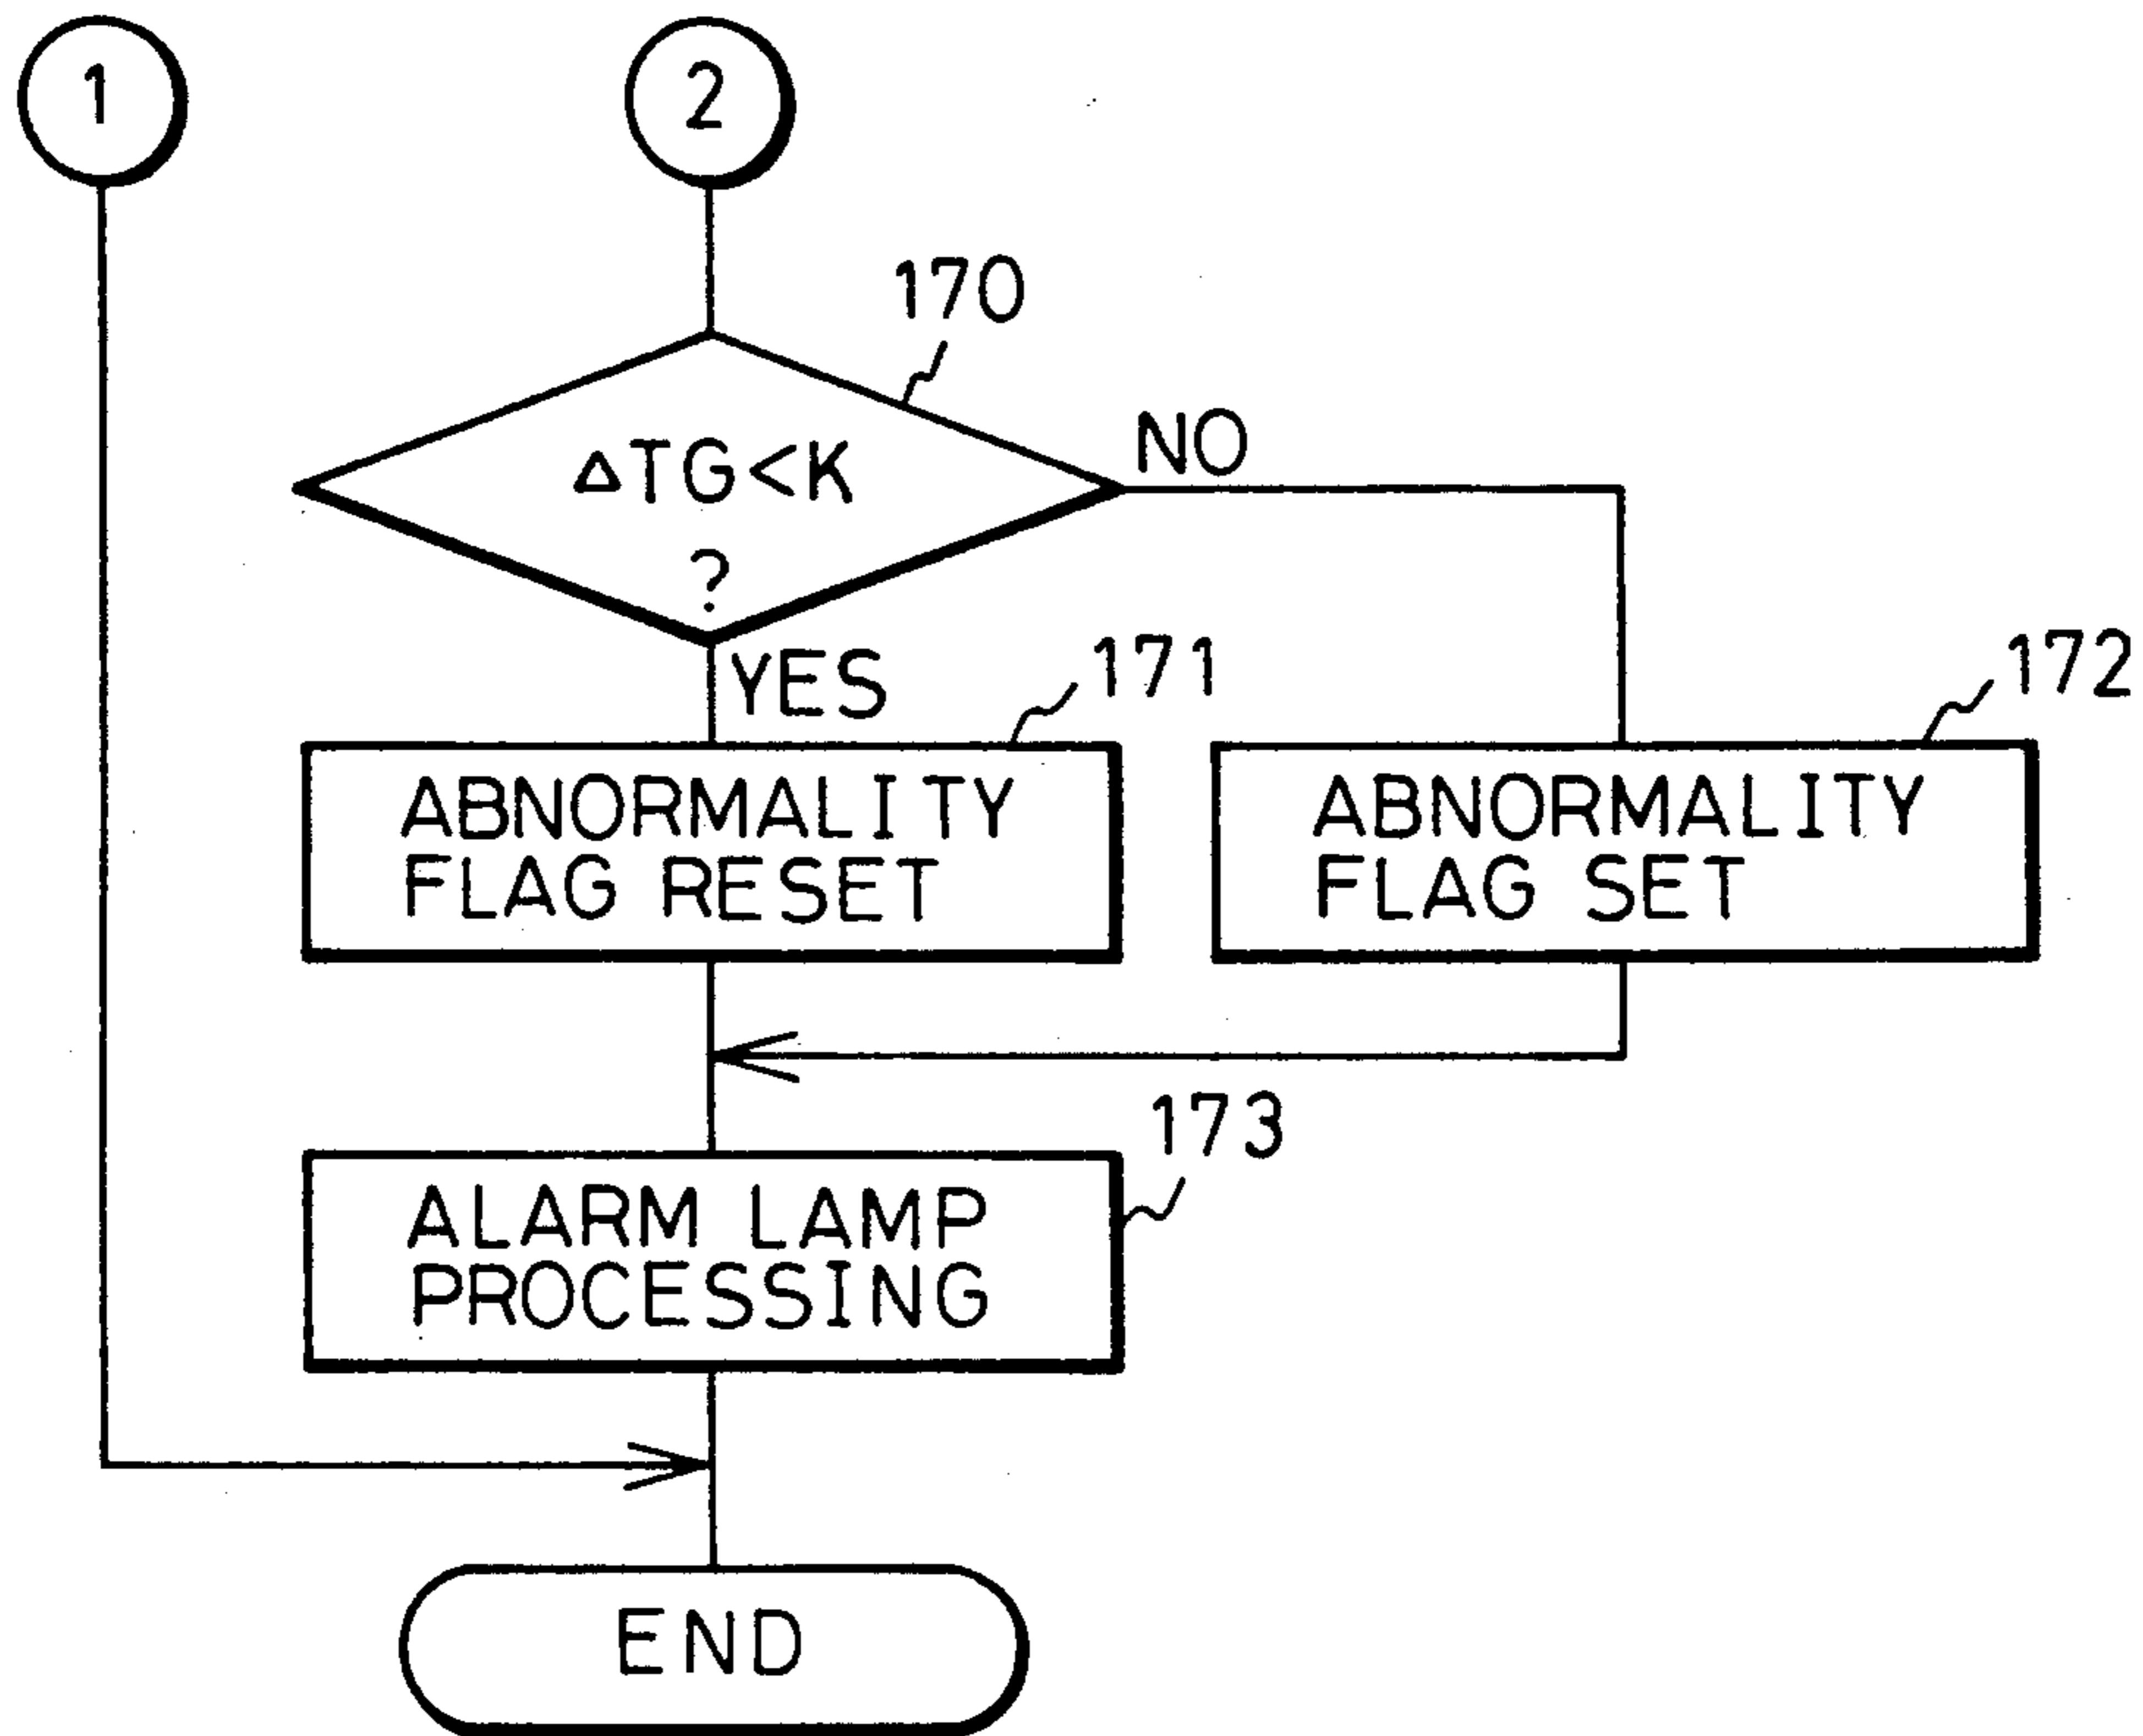 1
2
170
ΔTG<K
?
NO
YES
171
172
ABNORMALITY
FLAG RESET
ABNORMALITY
FLAG SET
173
ALARM LAMP
PROCESSING
END